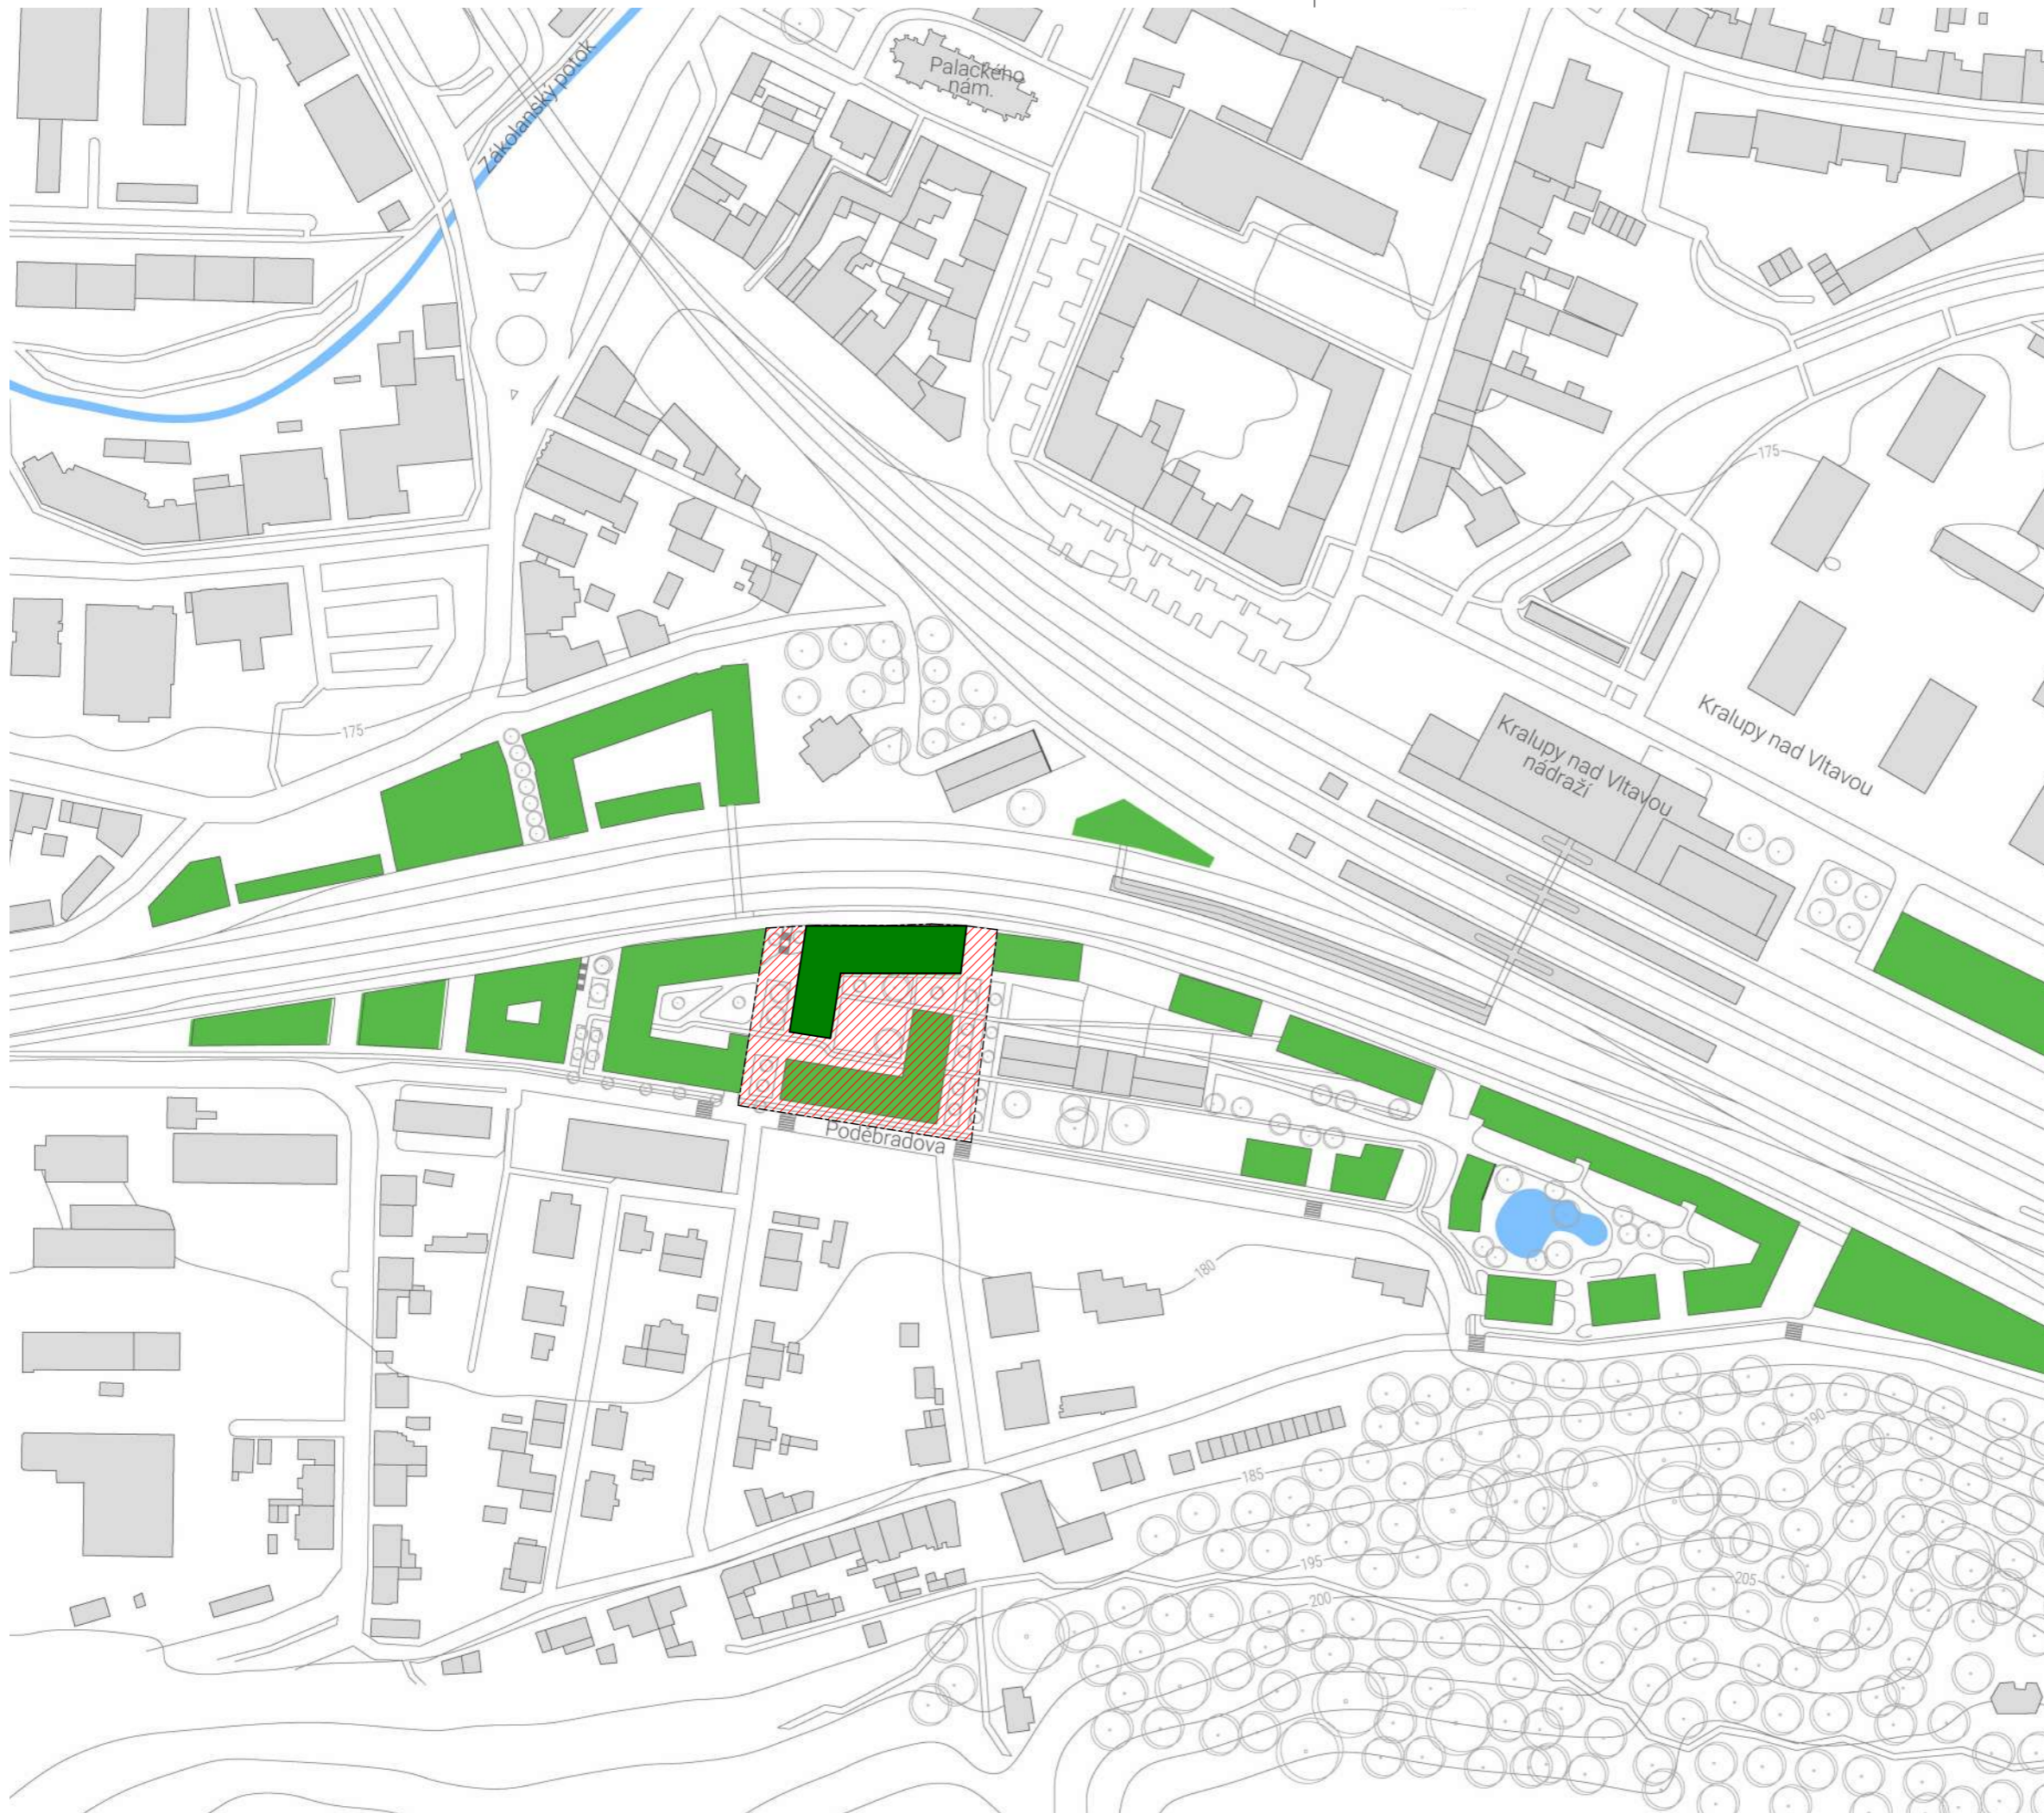 Palackého
nám.
Zákolanský potok
175
175
Kralupy nad Vltavou
Kralupy nad Vltavou
nádraží
Poděbradova
180
190
185
195
205
200